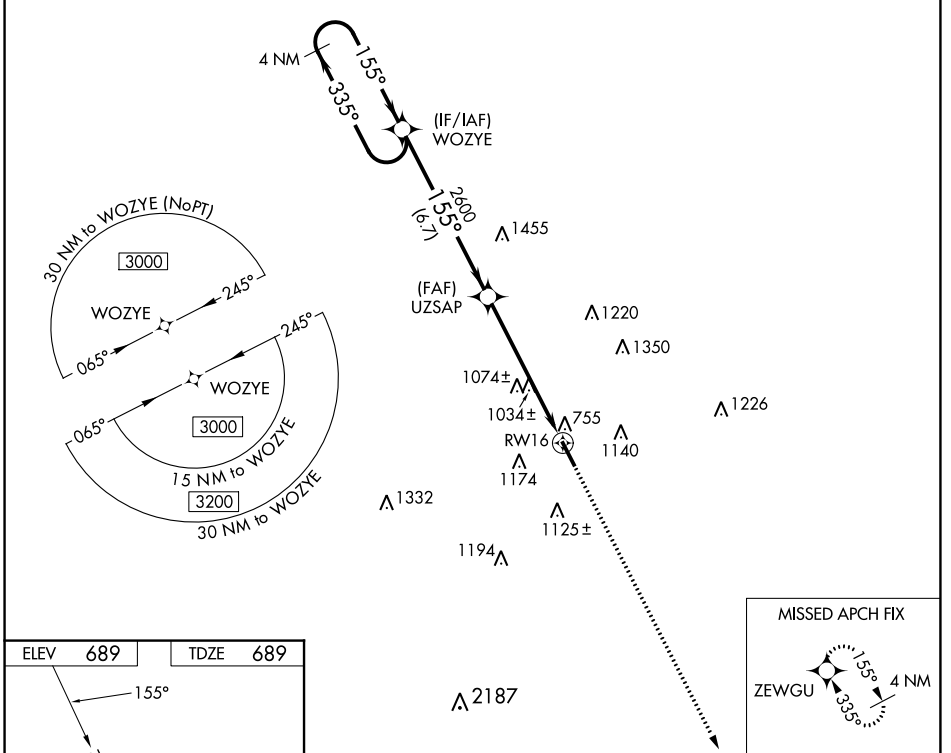 4 NM
155°
335°
(IF/IAF)
WOZYE
2600
155°
(6.7)
1455
30 NM to WOZYE (NoPT)
3000
245°
WOZYE
065°
(FAF)
UZSAP
245°
WOZYE
065°
3000
15 NM to WOZYE
3200
30 NM to WOZYE
1220
1350
1074±
1034±
755
1226
RW16
1140
1174
1332
1125±
1194
MISSED APCH FIX
155°
4 NM
ZEWGU
335°
ELEV 689
TDZE 689
155°
2187